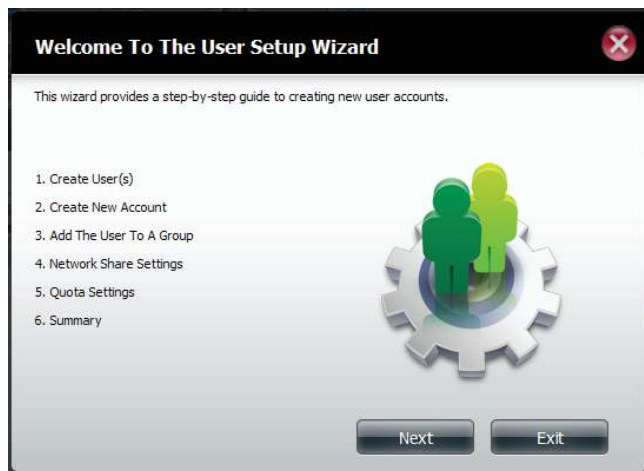 Welcome To The User Setup Wizard
This wizard provides a step-by-step guide to creating new user accounts.
1. Create User(s)
2. Create New Account
3. Add The User To A Group
4. Network Share Settings
5. Quota Settings
6. Summary
Next Exit